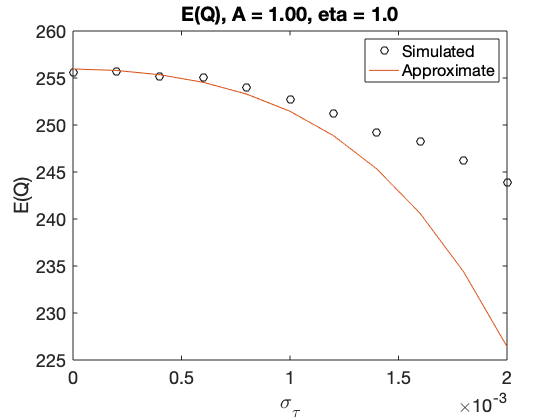 E(Q), A = 1.00, eta = 1.0
Simulated
Approximate
E(Q)
260
255
250
245
240
235
230
225
0 0.5 1 1.5 2
×10⁻³
σ_τ